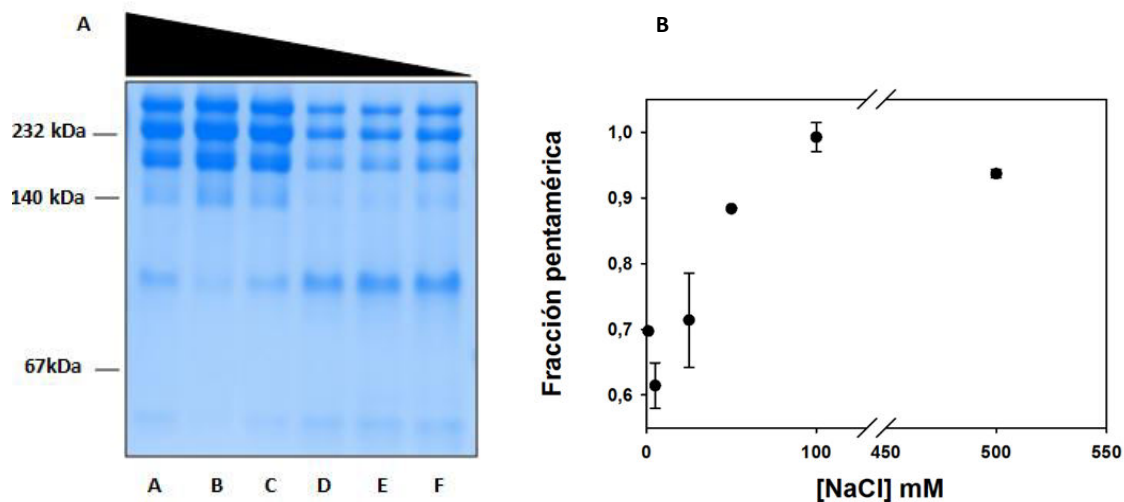 A
232 kDa
140 kDa
67kDa
A B C D E F
B
Fracción pentamérica
1,0
0,9
0,8
0,7
0,6
0 100 450 500 550
[NaCl] mM